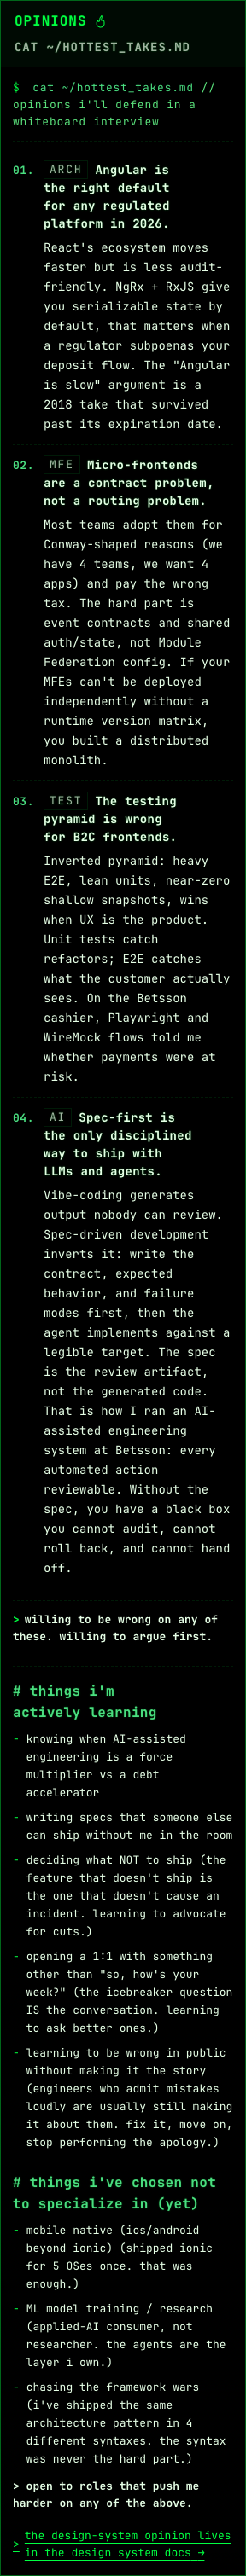 OPINIONS
CAT ~/HOTTEST_TAKES.MD
$ cat ~/hottest_takes.md //
opinions i'll defend in a
whiteboard interview
01. ARCH Angular is
the right default
for any regulated
platform in 2026.
React's ecosystem moves
faster but is less audit-
friendly. NgRx + RxJS give
you serializable state by
default, that matters when
a regulator subpoenas your
deposit flow. The "Angular
is slow" argument is a
2018 take that survived
past its expiration date.
02. MFE Micro-frontends
are a contract problem,
not a routing problem.
Most teams adopt them for
Conway-shaped reasons (we
have 4 teams, we want 4
apps) and pay the wrong
tax. The hard part is
event contracts and shared
auth/state, not Module
Federation config. If your
MFEs can't be deployed
independently without a
runtime version matrix,
you built a distributed
monolith.
03. TEST The testing
pyramid is wrong
for B2C frontends.
Inverted pyramid: heavy
E2E, lean units, near-zero
shallow snapshots, wins
when UX is the product.
Unit tests catch
refactors; E2E catches
what the customer actually
sees. On the Betsson
cashier, Playwright and
WireMock flows told me
whether payments were at
risk.
04. AI Spec-first is
the only disciplined
way to ship with
LLMs and agents.
Vibe-coding generates
output nobody can review.
Spec-driven development
inverts it: write the
contract, expected
behavior, and failure
modes first, then the
agent implements against a
legible target. The spec
is the review artifact,
not the generated code.
That is how I ran an AI-
assisted engineering
system at Betsson: every
automated action
reviewable. Without the
spec, you have a black box
you cannot audit, cannot
roll back, and cannot hand
off.
> willing to be wrong on any of
these. willing to argue first.
# things i'm
actively learning
- knowing when AI-assisted
engineering is a force
multiplier vs a debt
accelerator
- writing specs that someone else
can ship without me in the room
- deciding what NOT to ship (the
feature that doesn't ship is
the one that doesn't cause an
incident. learning to advocate
for cuts.)
- opening a 1:1 with something
other than "so, how's your
week?" (the icebreaker question
IS the conversation. learning
to ask better ones.)
- learning to be wrong in public
without making it the story
(engineers who admit mistakes
loudly are usually still making
it about them. fix it, move on,
stop performing the apology.)
# things i've chosen not
to specialize in (yet)
- mobile native (ios/android
beyond ionic) (shipped ionic
for 5 OSes once. that was
enough.)
- ML model training / research
(applied-AI consumer, not
researcher. the agents are the
layer i own.)
- chasing the framework wars
(i've shipped the same
architecture pattern in 4
different syntaxes. the syntax
was never the hard part.)
> open to roles that push me
harder on any of the above.
> the design-system opinion lives
in the design system docs →